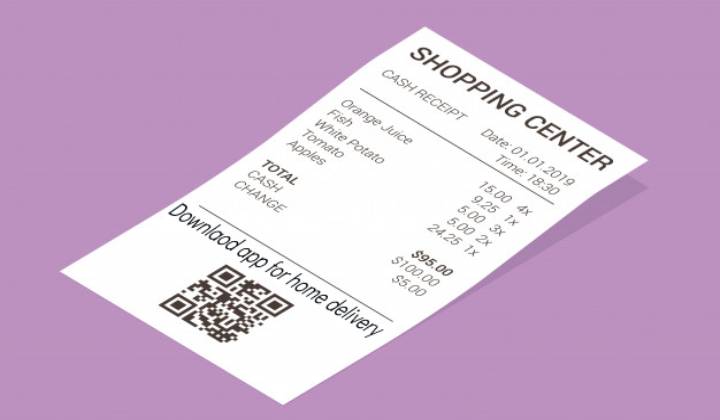 SHOPPING CENTER
CASH RECEIPT Date: 01.01.2019
Time: 18:30
Orange Juice 15.00 4x
Fish 9.25 1x
White Potato 5.00 3x
Tomato 5.00 2x
Apples 24.25 1x
TOTAL $95.00
CASH $100.00
CHANGE $5.00
Downlaod app for home delivery